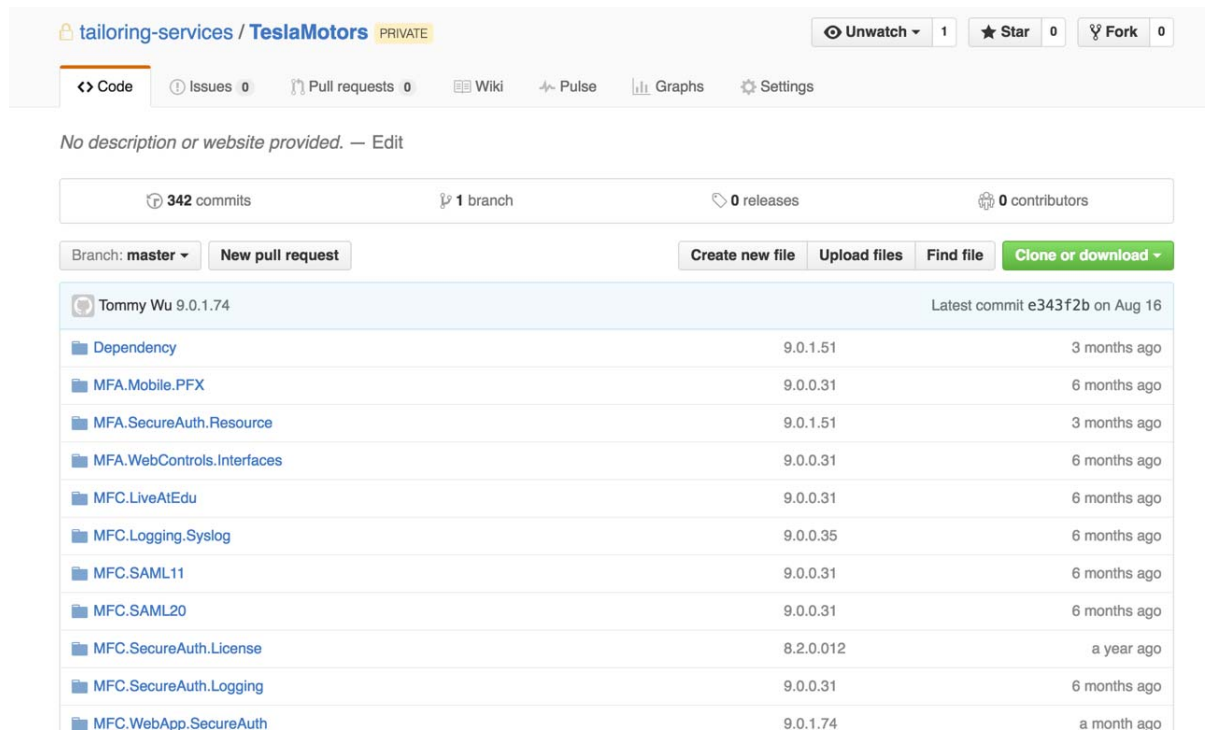 tailoring-services / TeslaMotors PRIVATE Unwatch 1 Star 0 Fork 0
Code Issues 0 Pull requests 0 Wiki Pulse Graphs Settings
No description or website provided. — Edit
342 commits 1 branch 0 releases 0 contributors
Branch: master New pull request Create new file Upload files Find file Clone or download
Tommy Wu 9.0.1.74 Latest commit e343f2b on Aug 16
Dependency 9.0.1.51 3 months ago
MFA.Mobile.PFX 9.0.0.31 6 months ago
MFA.SecureAuth.Resource 9.0.1.51 3 months ago
MFA.WebControls.Interfaces 9.0.0.31 6 months ago
MFC.LiveAtEdu 9.0.0.31 6 months ago
MFC.Logging.Syslog 9.0.0.35 6 months ago
MFC.SAML11 9.0.0.31 6 months ago
MFC.SAML20 9.0.0.31 6 months ago
MFC.SecureAuth.License 8.2.0.012 a year ago
MFC.SecureAuth.Logging 9.0.0.31 6 months ago
MFC.WebApp.SecureAuth 9.0.1.74 a month ago